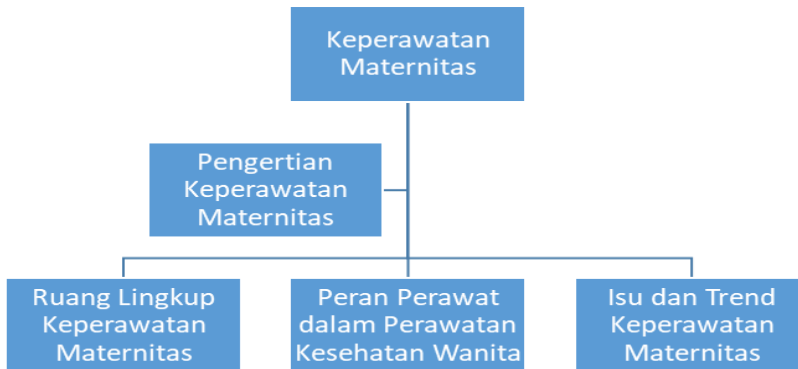 Keperawatan
Maternitas
Pengertian
Keperawatan
Maternitas
Ruang Lingkup
Keperawatan
Maternitas
Peran Perawat
dalam Perawatan
Kesehatan Wanita
Isu dan Trend
Keperawatan
Maternitas